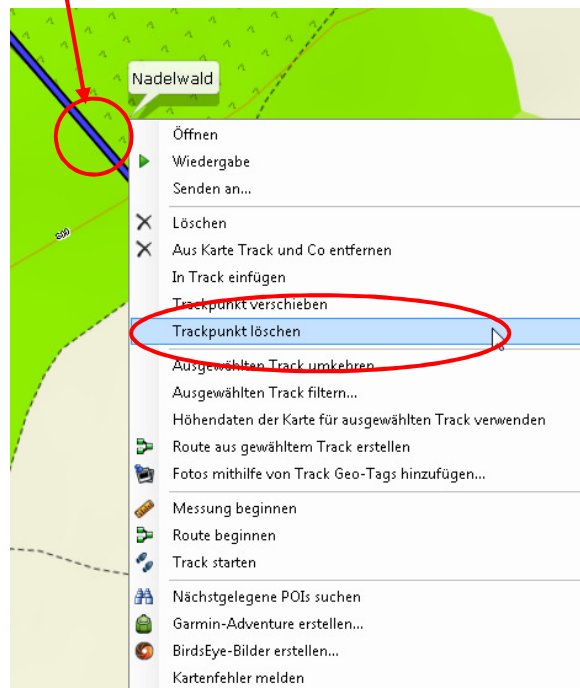 Nadelwald
Öffnen
Wiedergabe
Senden an...
600
Löschen
Aus Karte Track und Co entfernen
In Track einfügen
Trackpunkt verschieben
Trackpunkt löschen
Ausgewählten Track umkehren
Ausgewählten Track filtern...
Höhendaten der Karte für ausgewählten Track verwenden
Route aus gewähltem Track erstellen
Fotos mithilfe von Track Geo-Tags hinzufügen...
Messung beginnen
Route beginnen
Track starten
Nächstgelegene POIs suchen
Garmin-Adventure erstellen...
BirdsEye-Bilder erstellen...
Kartenfehler melden